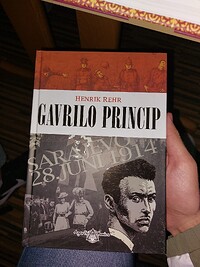 HENRIK REHR
GAVRILO PRINCIP
SARAJEVO
28. JUNI 1914